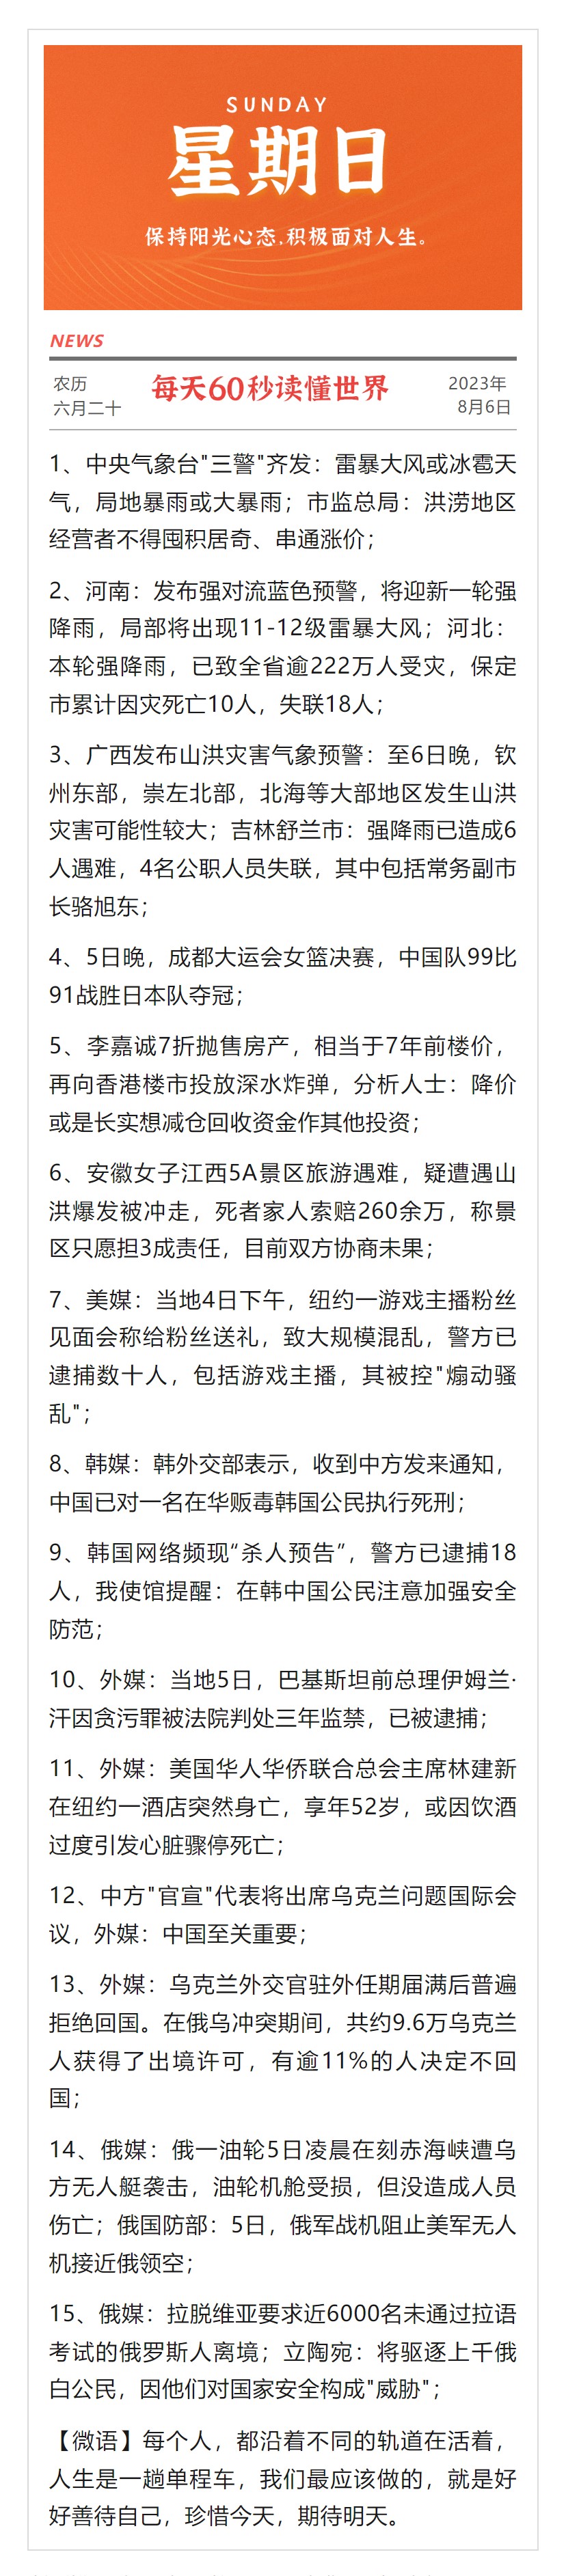 SUNDAY
星期日
保持阳光心态,积极面对人生。
NEWS
农历
六月二十
每天60秒读懂世界
2023年
8月6日
1、中央气象台"三警"齐发：雷暴大风或冰雹天
气，局地暴雨或大暴雨；市监总局：洪涝地区
经营者不得囤积居奇、串通涨价；
2、河南：发布强对流蓝色预警，将迎新一轮强
降雨，局部将出现11-12级雷暴大风；河北：
本轮强降雨，已致全省逾222万人受灾，保定
市累计因灾死亡10人，失联18人；
3、广西发布山洪灾害气象预警：至6日晚，钦
州东部，崇左北部，北海等大部地区发生山洪
灾害可能性较大；吉林舒兰市：强降雨已造成6
人遇难，4名公职人员失联，其中包括常务副市
长骆旭东；
4、5日晚，成都大运会女篮决赛，中国队99比
91战胜日本队夺冠；
5、李嘉诚7折抛售房产，相当于7年前楼价，
再向香港楼市投放深水炸弹，分析人士：降价
或是长实想减仓回收资金作其他投资；
6、安徽女子江西5A景区旅游遇难，疑遭遇山
洪爆发被冲走，死者家人索赔260余万，称景
区只愿担3成责任，目前双方协商未果；
7、美媒：当地4日下午，纽约一游戏主播粉丝
见面会称给粉丝送礼，致大规模混乱，警方已
逮捕数十人，包括游戏主播，其被控"煽动骚
乱"；
8、韩媒：韩外交部表示，收到中方发来通知，
中国已对一名在华贩毒韩国公民执行死刑；
9、韩国网络频现“杀人预告”，警方已逮捕18
人，我使馆提醒：在韩中国公民注意加强安全
防范；
10、外媒：当地5日，巴基斯坦前总理伊姆兰·
汗因贪污罪被法院判处三年监禁，已被逮捕；
11、外媒：美国华人华侨联合总会主席林建新
在纽约一酒店突然身亡，享年52岁，或因饮酒
过度引发心脏骤停死亡；
12、中方"官宣"代表将出席乌克兰问题国际会
议，外媒：中国至关重要；
13、外媒：乌克兰外交官驻外任期届满后普遍
拒绝回国。在俄乌冲突期间，共约9.6万乌克兰
人获得了出境许可，有逾11%的人决定不回
国；
14、俄媒：俄一油轮5日凌晨在刻赤海峡遭乌
方无人艇袭击，油轮机舱受损，但没造成人员
伤亡；俄国防部：5日，俄军战机阻止美军无人
机接近俄领空；
15、俄媒：拉脱维亚要求近6000名未通过拉语
考试的俄罗斯人离境；立陶宛：将驱逐上千俄
白公民，因他们对国家安全构成"威胁"；
【微语】每个人，都沿着不同的轨道在活着，
人生是一趟单程车，我们最应该做的，就是好
好善待自己，珍惜今天，期待明天。